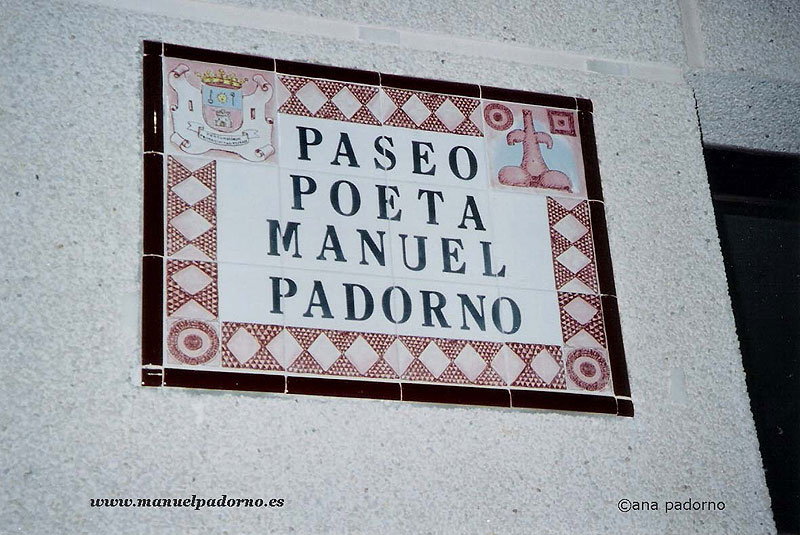 PASEO
POETA
MANUEL
PADORNO
www.manuelpadorno.es
©ana padorno